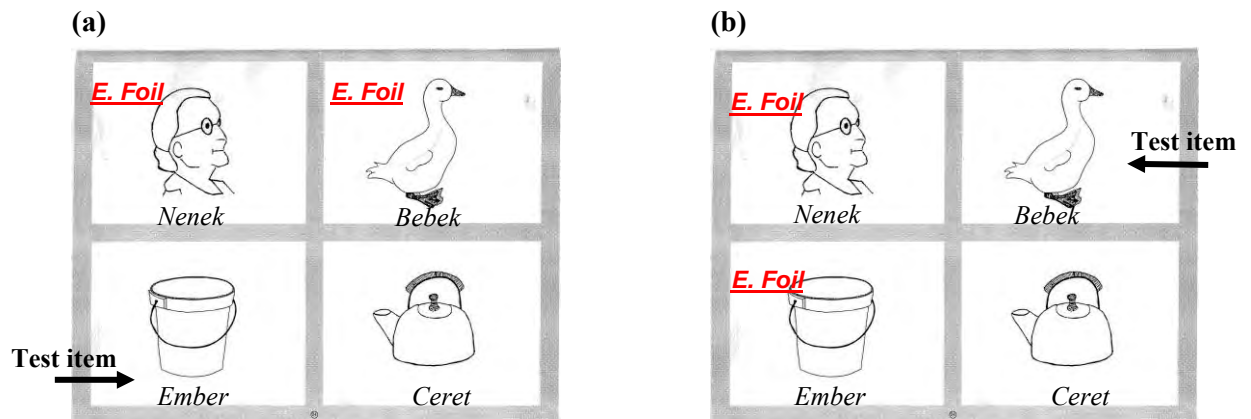 (a)
E. Foil
E. Foil
Nenek
Bebek
Test item
Ember
Ceret
(b)
E. Foil
Test item
Nenek
Bebek
E. Foil
Ember
Ceret